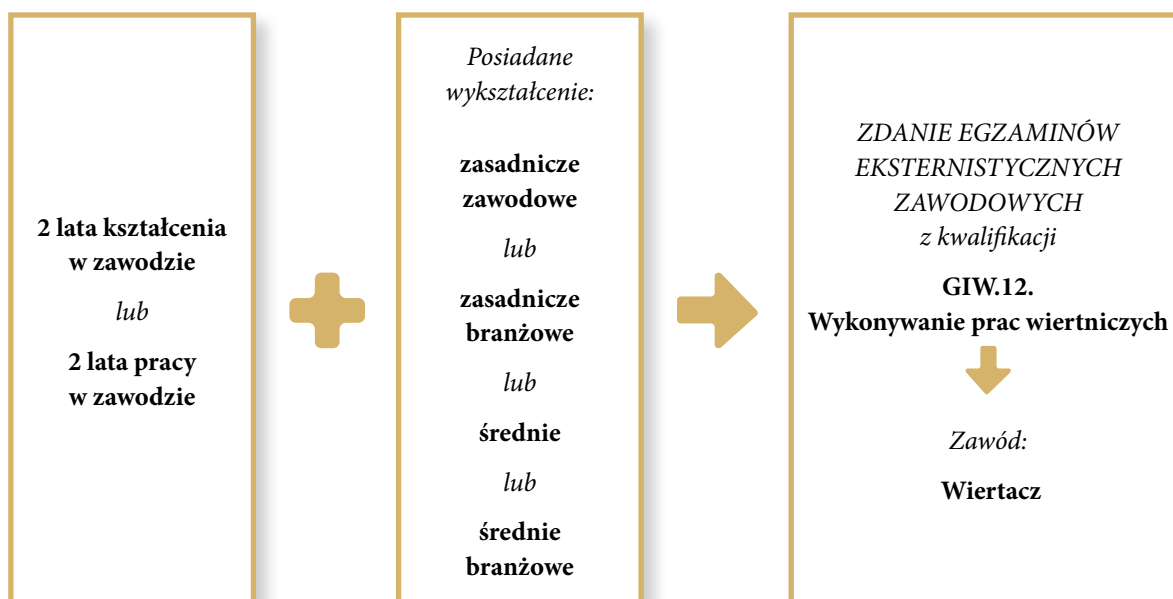 2 lata kształcenia
w zawodzie
lub
2 lata pracy
w zawodzie
Posiadane
wykształcenie:
zasadnicze
zawodowe
lub
zasadnicze
branżowe
lub
średnie
lub
średnie
branżowe
ZDANIE EGZAMINÓW
EKSTERNISTYCZNYCH
ZAWODOWYCH
z kwalifikacji
GIW.12.
Wykonywanie prac wiertniczych
Zawód:
Wiertacz